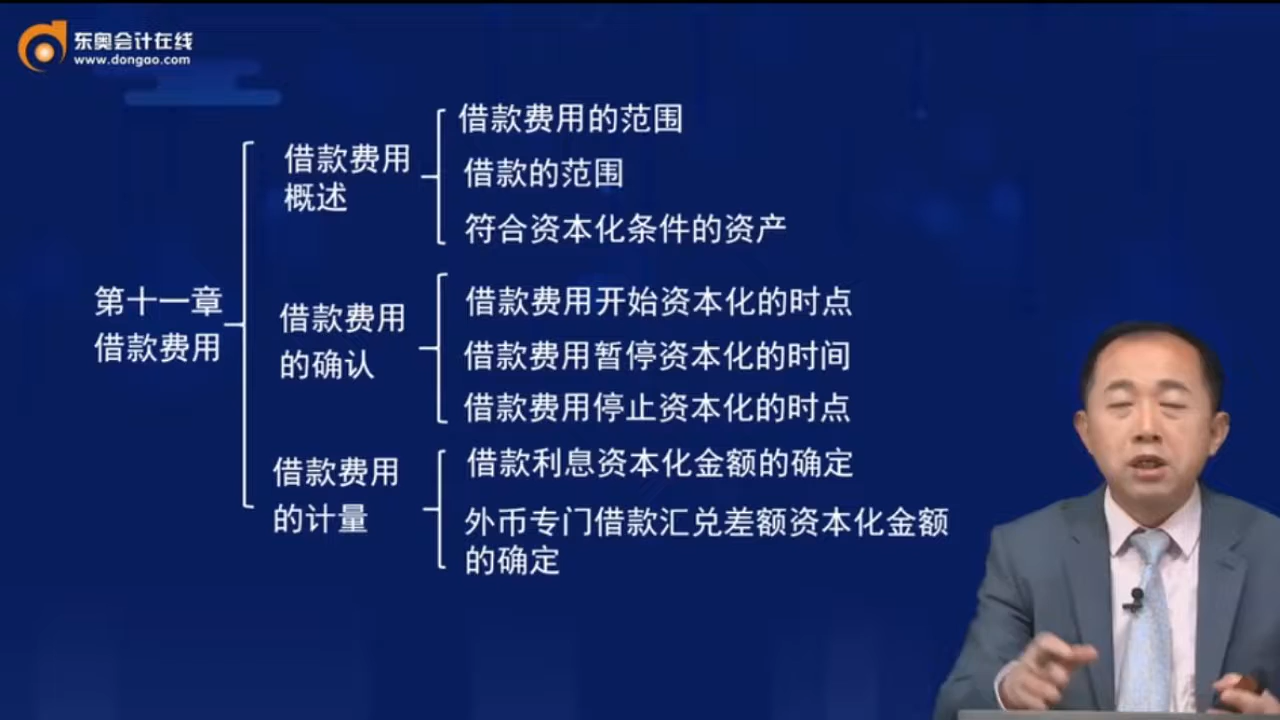 东奥会计在线
www.dongao.com
借款费用的范围
借款费用
概述
借款的范围
符合资本化条件的资产
第十一章
借款费用
借款费用
的确认
借款费用开始资本化的时点
借款费用暂停资本化的时间
借款费用停止资本化的时点
借款费用
的计量
借款利息资本化金额的确定
外币专门借款汇兑差额资本化金额
的确定